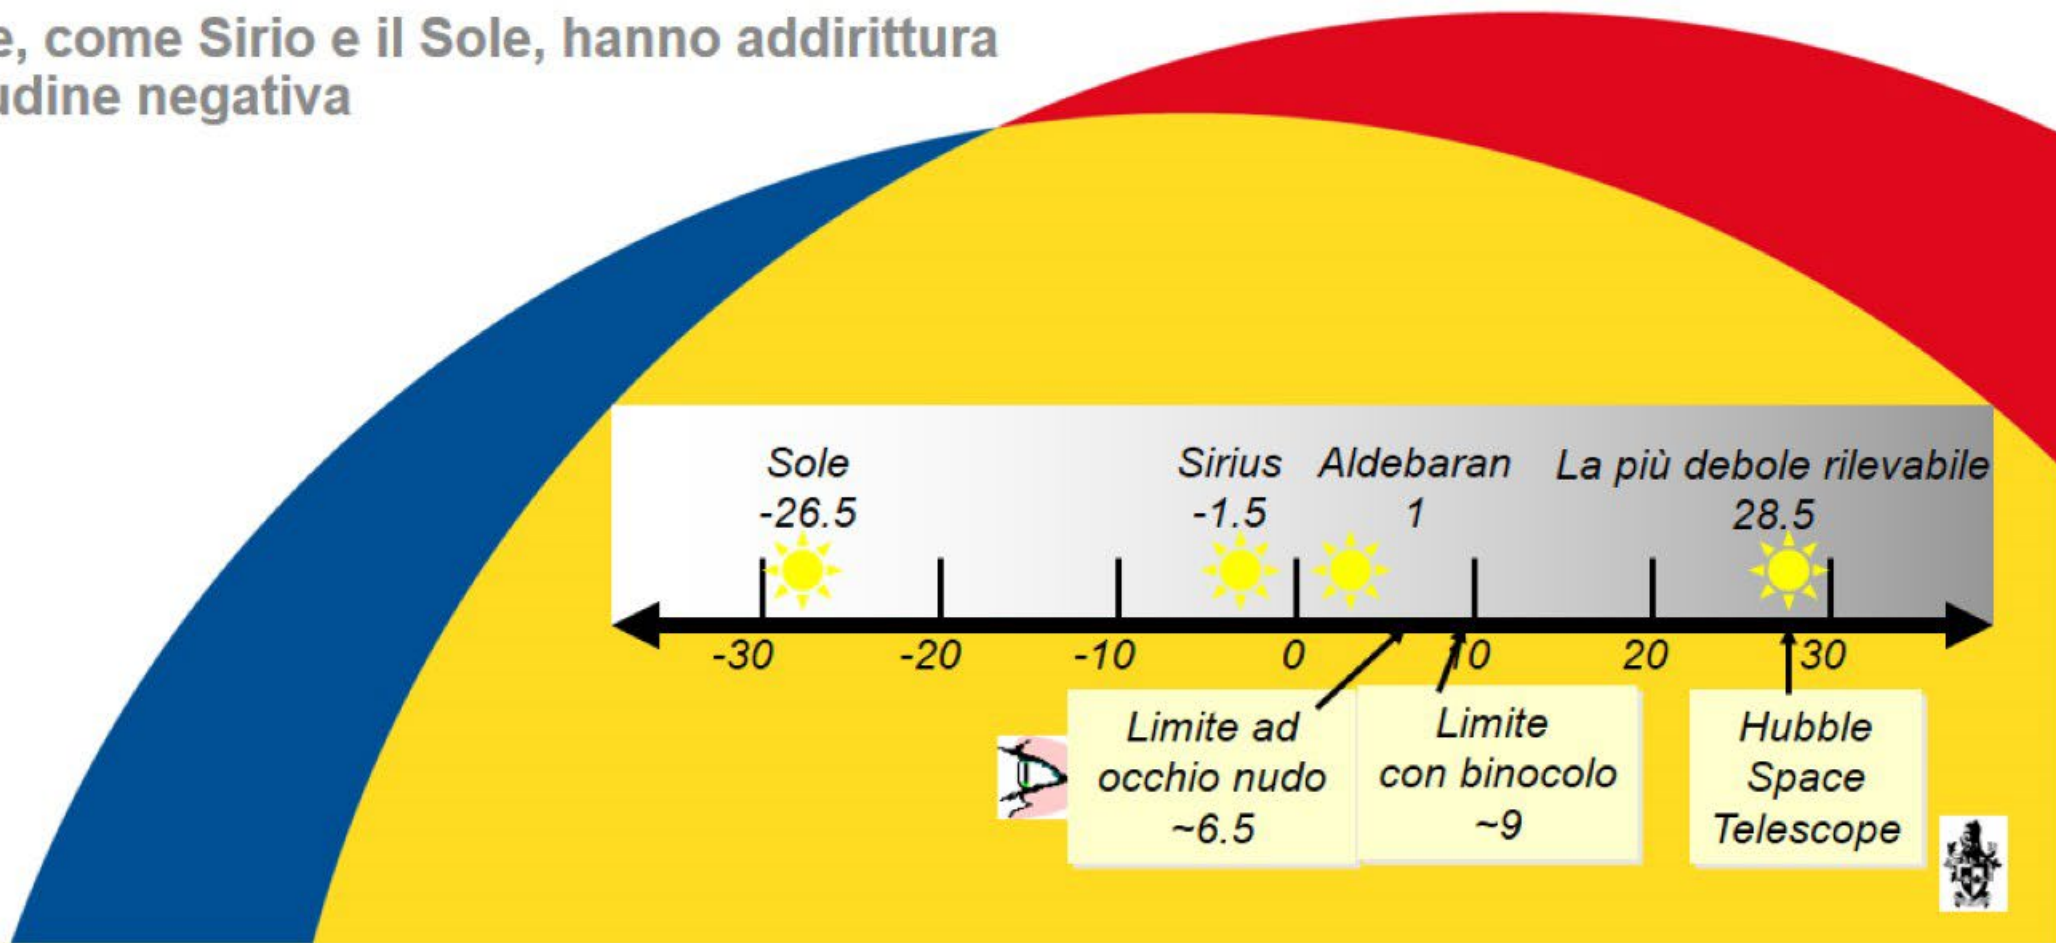 e, come Sirio e il Sole, hanno addirittura
udine negativa
Sole
-26.5
Sirius
-1.5
Aldebaran
1
La più debole rilevabile
28.5
-30 -20 -10 0 10 20 30
Limite ad
occhio nudo
~6.5
Limite
con binocolo
~9
Hubble
Space
Telescope